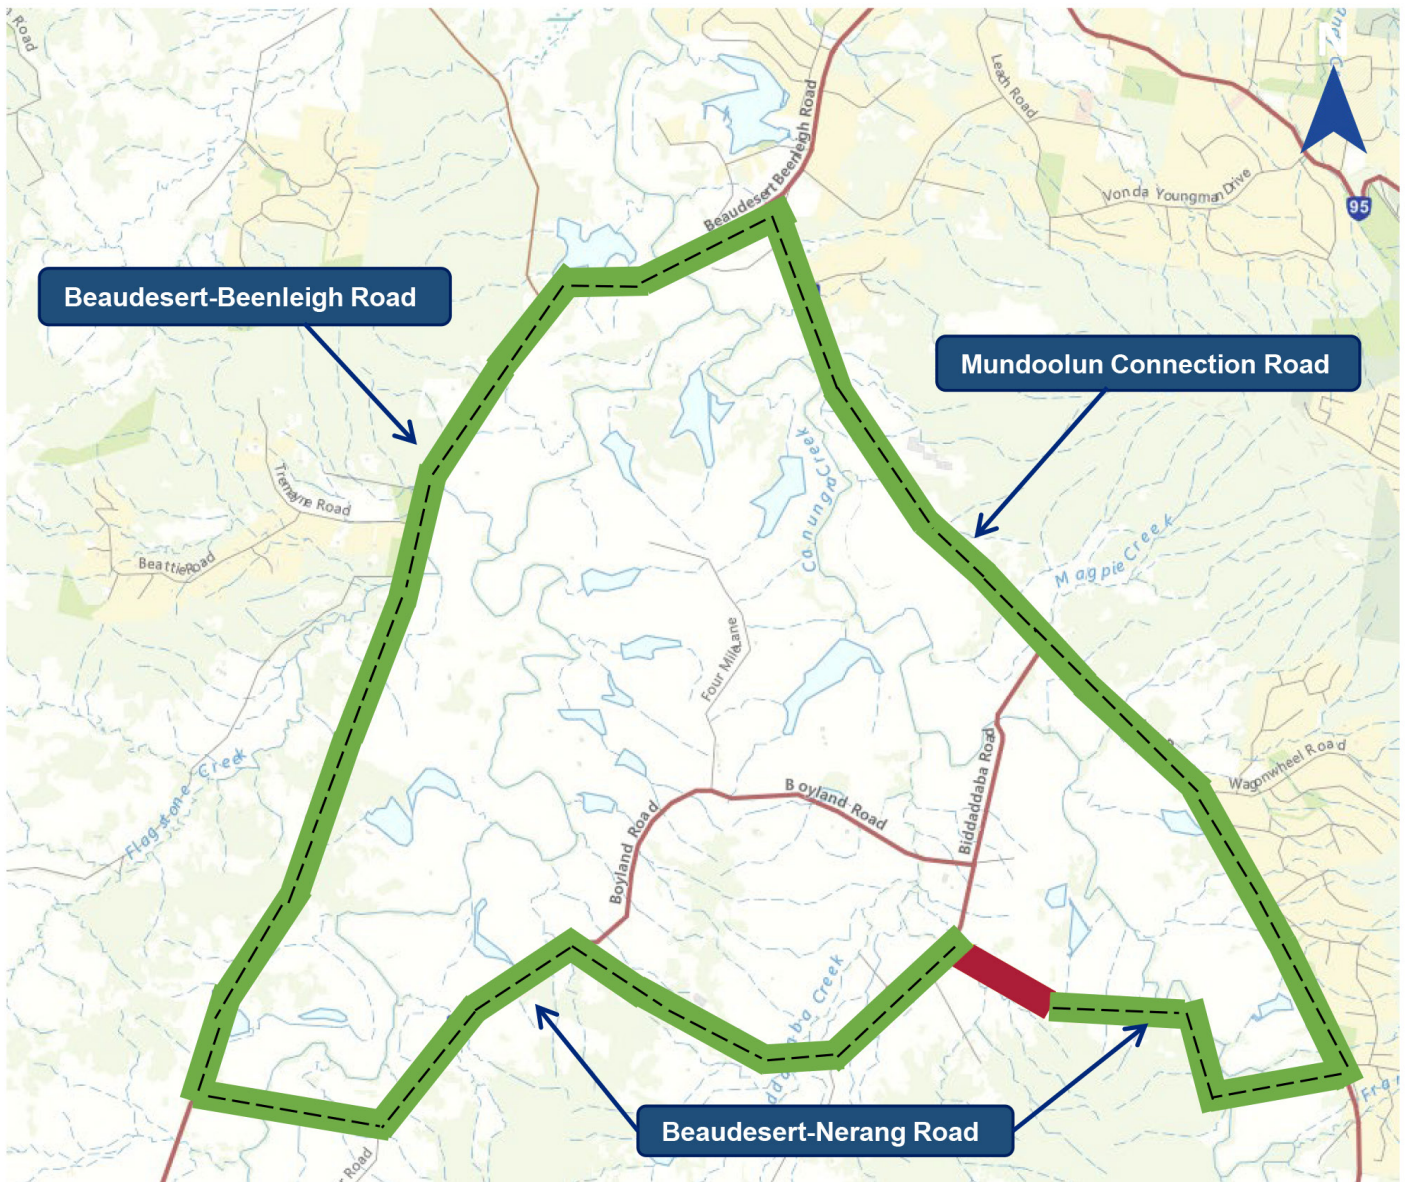 Road
N
Leach Road
Beaudesert Beenleigh Road
Vonda Youngman Drive
95
Beaudesert-Beenleigh Road
Mundoolun Connection Road
Canungra Creek
Tremayne Road
Magpie Creek
Beattie Road
Four Mile Lane
Flagstone Creek
Biddaddaba Road
Wagonwheel Road
Boyland Road
Boyland Road
aba Creek
Beaudesert-Nerang Road
Road